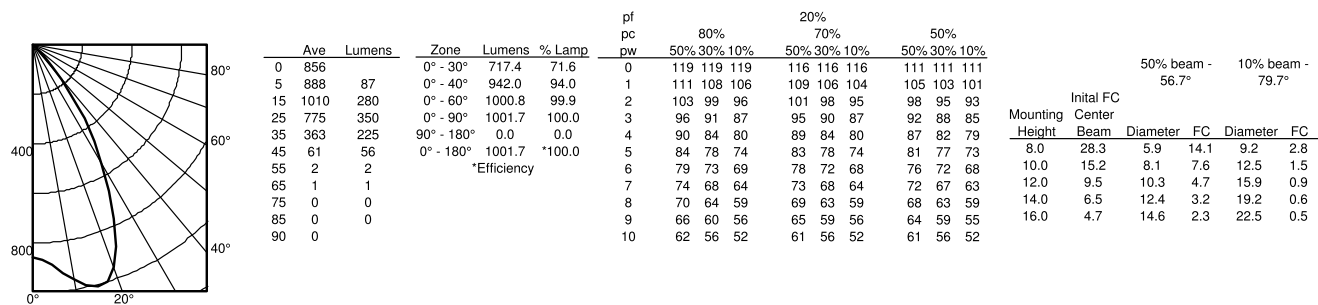 80°
60°
40°
20°
0°
400
800
Ave Lumens
0 856
5 888 87
15 1010 280
25 775 350
35 363 225
45 61 56
55 2 2
65 1 1
75 0 0
85 0 0
90 0
Zone Lumens % Lamp
0° - 30° 717.4 71.6
0° - 40° 942.0 94.0
0° - 60° 1000.8 99.9
0° - 90° 1001.7 100.0
90° - 180° 0.0 0.0
0° - 180° 1001.7 *100.0
*Efficiency
pf 20%
pc 80% 70% 50%
pw 50% 30% 10% 50% 30% 10% 50% 30% 10%
0 119 119 119 116 116 116 111 111 111
1 111 108 106 109 106 104 105 103 101
2 103 99 96 101 98 95 98 95 93
3 96 91 87 95 90 87 92 88 85
4 90 84 80 89 84 80 87 82 79
5 84 78 74 83 78 74 81 77 73
6 79 73 69 78 72 68 76 72 68
7 74 68 64 73 68 64 72 67 63
8 70 64 59 69 63 59 68 63 59
9 66 60 56 65 59 56 64 59 55
10 62 56 52 61 56 52 61 56 52
50% beam - 10% beam -
56.7° 79.7°
Inital FC
Mounting Center
Height Beam Diameter FC Diameter FC
8.0 28.3 5.9 14.1 9.2 2.8
10.0 15.2 8.1 7.6 12.5 1.5
12.0 9.5 10.3 4.7 15.9 0.9
14.0 6.5 12.4 3.2 19.2 0.6
16.0 4.7 14.6 2.3 22.5 0.5